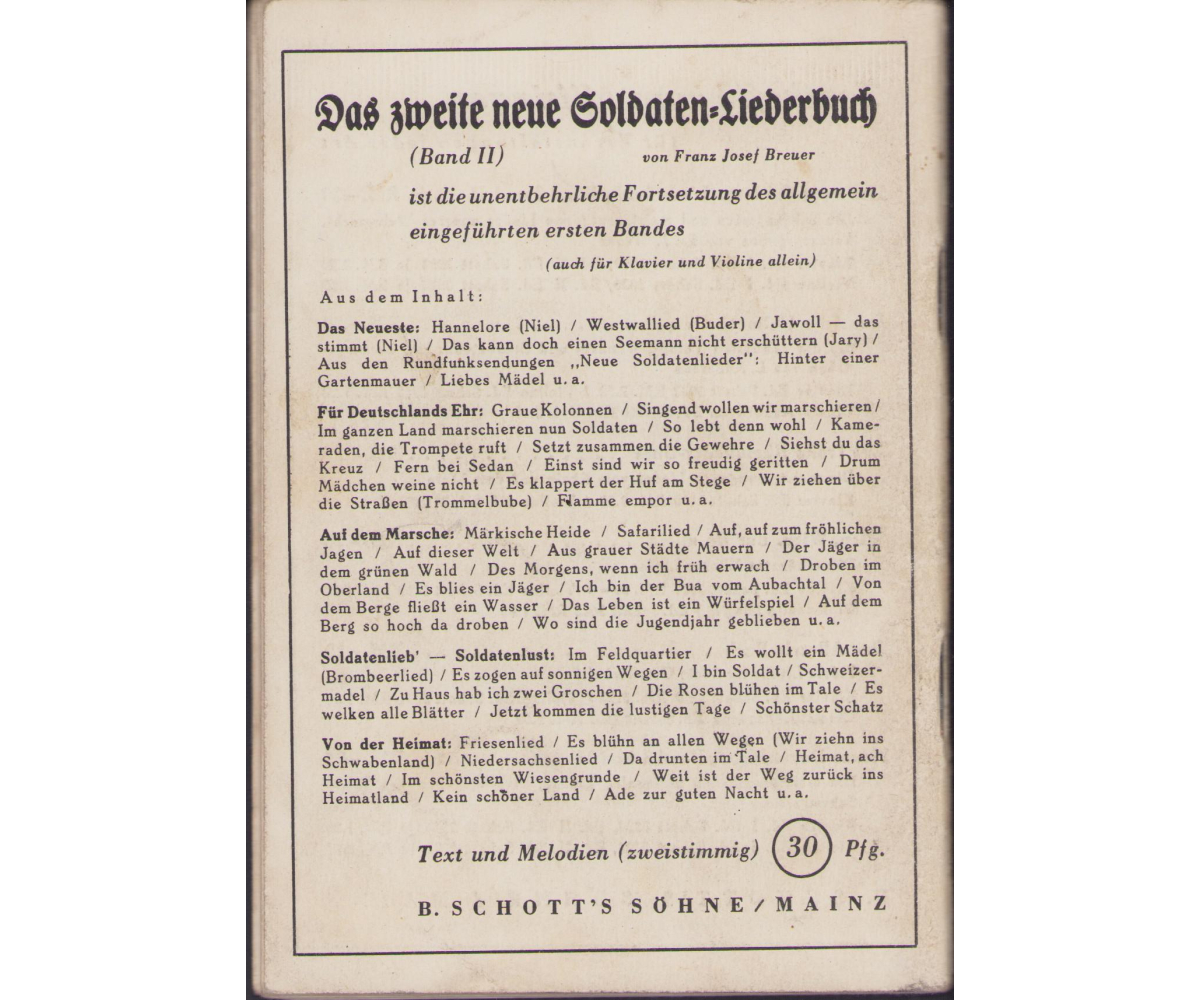 Das zweite neue Soldaten-Liederbuch
(Band II) von Franz Josef Breuer
ist die unentbehrliche Fortsetzung des allgemein
eingeführten ersten Bandes
(auch für Klavier und Violine allein)
Aus dem Inhalt:
Das Neueste: Hannelore (Niel) / Westwallied (Buder) / Jawoll — das
stimmt (Niel) / Das kann doch einen Seemann nicht erschüttern (Jary) /
Aus den Rundfunksendungen „Neue Soldatenlieder": Hinter einer
Gartenmauer / Liebes Mädel u. a.
Für Deutschlands Ehr: Graue Kolonnen / Singend wollen wir marschieren /
Im ganzen Land marschieren nun Soldaten / So lebt denn wohl / Kame-
raden, die Trompete ruft / Setzt zusammen die Gewehre / Siehst du das
Kreuz / Fern bei Sedan / Einst sind wir so freudig geritten / Drum
Mädchen weine nicht / Es klappert der Huf am Stege / Wir ziehen über
die Straßen (Trommelbube) / Flamme empor u. a.
Auf dem Marsche: Märkische Heide / Safarilied / Auf, auf zum fröhlichen
Jagen / Auf dieser Welt / Aus grauer Städte Mauern / Der Jäger in
dem grünen Wald / Des Morgens, wenn ich früh erwach / Droben im
Oberland / Es blies ein Jäger / Ich bin der Bua vom Aubachtal / Von
dem Berge fließt ein Wasser / Das Leben ist ein Würfelspiel / Auf dem
Berg so hoch da droben / Wo sind die Jugendjahr geblieben u. a.
Soldatenlieb' — Soldatenlust: Im Feldquartier / Es wollt ein Mädel
(Brombeerlied) / Es zogen auf sonnigen Wegen / I bin Soldat / Schweizer-
madel / Zu Haus hab ich zwei Groschen / Die Rosen blühen im Tale / Es
welken alle Blätter / Jetzt kommen die lustigen Tage / Schönster Schatz
Von der Heimat: Friesenlied / Es blühn an allen Wegen (Wir ziehn ins
Schwabenland) / Niedersachsenlied / Da drunten im Tale / Heimat, ach
Heimat / Im schönsten Wiesengrunde / Weit ist der Weg zurück ins
Heimatland / Kein schöner Land / Ade zur guten Nacht u. a.
Text und Melodien (zweistimmig) 30 Pfg.
B. SCHOTT'S SÖHNE / MAINZ